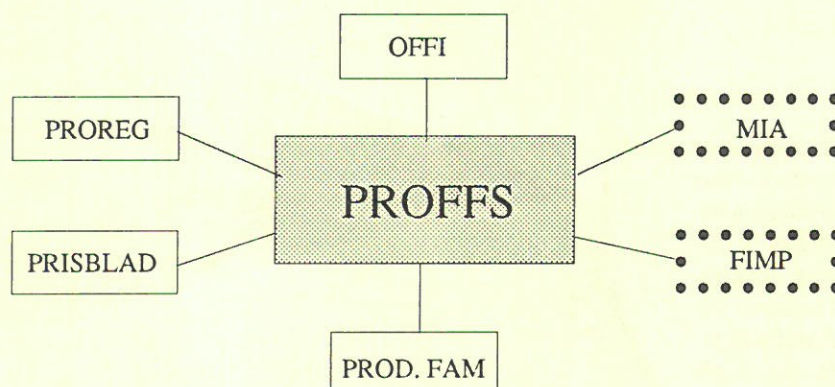 OFFI
PROREG
MIA
PROFFS
PRISBLAD
FIMP
PROD. FAM